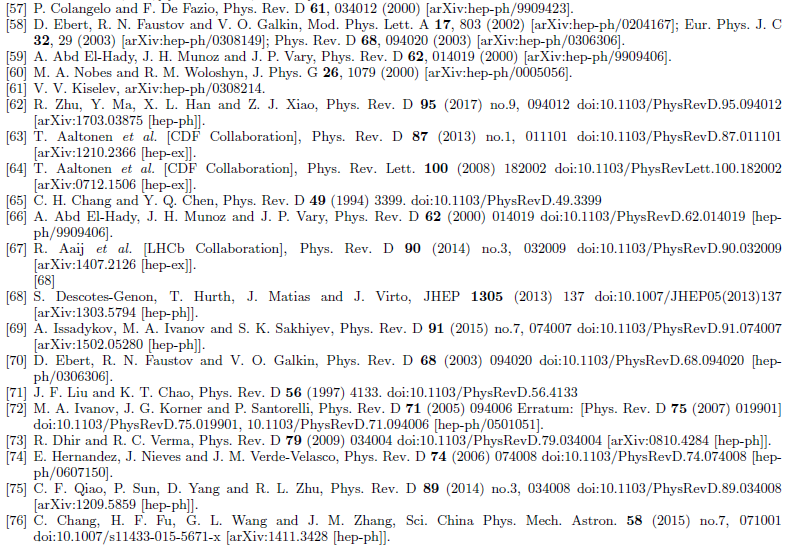 [57] P. Colangelo and F. De Fazio, Phys. Rev. D 61, 034012 (2000) [arXiv:hep-ph/9909423].
[58] D. Ebert, R. N. Faustov and V. O. Galkin, Mod. Phys. Lett. A 17, 803 (2002) [arXiv:hep-ph/0204167]; Eur. Phys. J. C
32, 29 (2003) [arXiv:hep-ph/0308149]; Phys. Rev. D 68, 094020 (2003) [arXiv:hep-ph/0306306].
[59] A. Abd El-Hady, J. H. Munoz and J. P. Vary, Phys. Rev. D 62, 014019 (2000) [arXiv:hep-ph/9909406].
[60] M. A. Nobes and R. M. Woloshyn, J. Phys. G 26, 1079 (2000) [arXiv:hep-ph/0005056].
[61] V. V. Kiselev, arXiv:hep-ph/0308214.
[62] R. Zhu, Y. Ma, X. L. Han and Z. J. Xiao, Phys. Rev. D 95 (2017) no.9, 094012 doi:10.1103/PhysRevD.95.094012
[arXiv:1703.03875 [hep-ph]].
[63] T. Aaltonen et al. [CDF Collaboration], Phys. Rev. D 87 (2013) no.1, 011101 doi:10.1103/PhysRevD.87.011101
[arXiv:1210.2366 [hep-ex]].
[64] T. Aaltonen et al. [CDF Collaboration], Phys. Rev. Lett. 100 (2008) 182002 doi:10.1103/PhysRevLett.100.182002
[arXiv:0712.1506 [hep-ex]].
[65] C. H. Chang and Y. Q. Chen, Phys. Rev. D 49 (1994) 3399. doi:10.1103/PhysRevD.49.3399
[66] A. Abd El-Hady, J. H. Munoz and J. P. Vary, Phys. Rev. D 62 (2000) 014019 doi:10.1103/PhysRevD.62.014019 [hep-
ph/9909406].
[67] R. Aaij et al. [LHCb Collaboration], Phys. Rev. D 90 (2014) no.3, 032009 doi:10.1103/PhysRevD.90.032009
[arXiv:1407.2126 [hep-ex]].
[68]
[68] S. Descotes-Genon, T. Hurth, J. Matias and J. Virto, JHEP 1305 (2013) 137 doi:10.1007/JHEP05(2013)137
[arXiv:1303.5794 [hep-ph]].
[69] A. Issadykov, M. A. Ivanov and S. K. Sakhiyev, Phys. Rev. D 91 (2015) no.7, 074007 doi:10.1103/PhysRevD.91.074007
[arXiv:1502.05280 [hep-ph]].
[70] D. Ebert, R. N. Faustov and V. O. Galkin, Phys. Rev. D 68 (2003) 094020 doi:10.1103/PhysRevD.68.094020 [hep-
ph/0306306].
[71] J. F. Liu and K. T. Chao, Phys. Rev. D 56 (1997) 4133. doi:10.1103/PhysRevD.56.4133
[72] M. A. Ivanov, J. G. Korner and P. Santorelli, Phys. Rev. D 71 (2005) 094006 Erratum: [Phys. Rev. D 75 (2007) 019901]
doi:10.1103/PhysRevD.75.019901, 10.1103/PhysRevD.71.094006 [hep-ph/0501051].
[73] R. Dhir and R. C. Verma, Phys. Rev. D 79 (2009) 034004 doi:10.1103/PhysRevD.79.034004 [arXiv:0810.4284 [hep-ph]].
[74] E. Hernandez, J. Nieves and J. M. Verde-Velasco, Phys. Rev. D 74 (2006) 074008 doi:10.1103/PhysRevD.74.074008 [hep-
ph/0607150].
[75] C. F. Qiao, P. Sun, D. Yang and R. L. Zhu, Phys. Rev. D 89 (2014) no.3, 034008 doi:10.1103/PhysRevD.89.034008
[arXiv:1209.5859 [hep-ph]].
[76] C. Chang, H. F. Fu, G. L. Wang and J. M. Zhang, Sci. China Phys. Mech. Astron. 58 (2015) no.7, 071001
doi:10.1007/s11433-015-5671-x [arXiv:1411.3428 [hep-ph]].